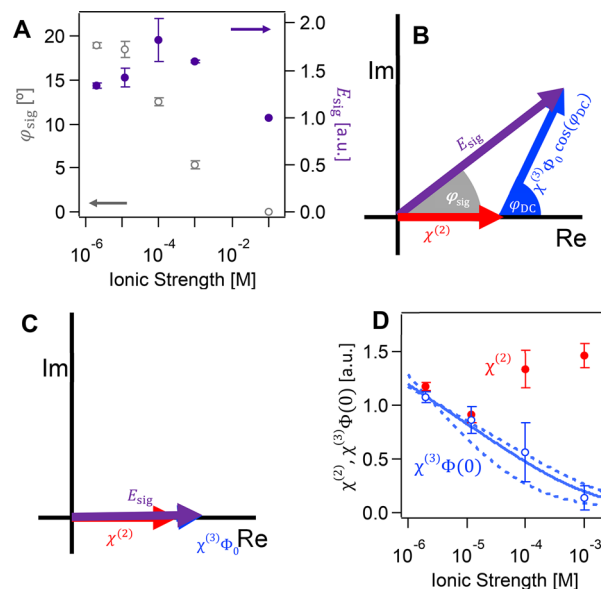 A
20
15
10
5
0
φsig [º]
2.0
1.5
1.0
0.5
0.0
Esig [a.u.]
10⁻⁶
10⁻⁴
10⁻²
10⁰
Ionic Strength [M]
B
Im
Esig
χ⁽³⁾Φ₀ cos(φDC)
φsig
φDC
χ⁽²⁾
Re
C
Im
Esig
χ⁽²⁾
χ⁽³⁾Φ₀
Re
D
χ⁽²⁾, χ⁽³⁾Φ(0) [a.u.]
1.5
1.0
0.5
0.0
χ⁽²⁾
χ⁽³⁾Φ(0)
10⁻⁶
10⁻⁵
10⁻⁴
10⁻³
Ionic Strength [M]